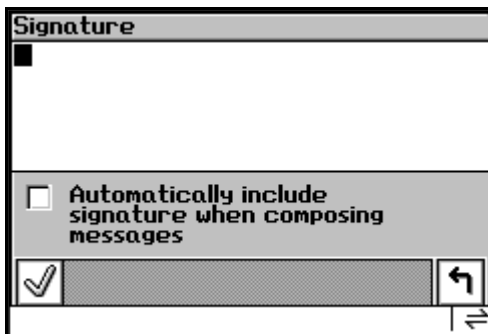 Signature
Automatically include
signature when composing
messages